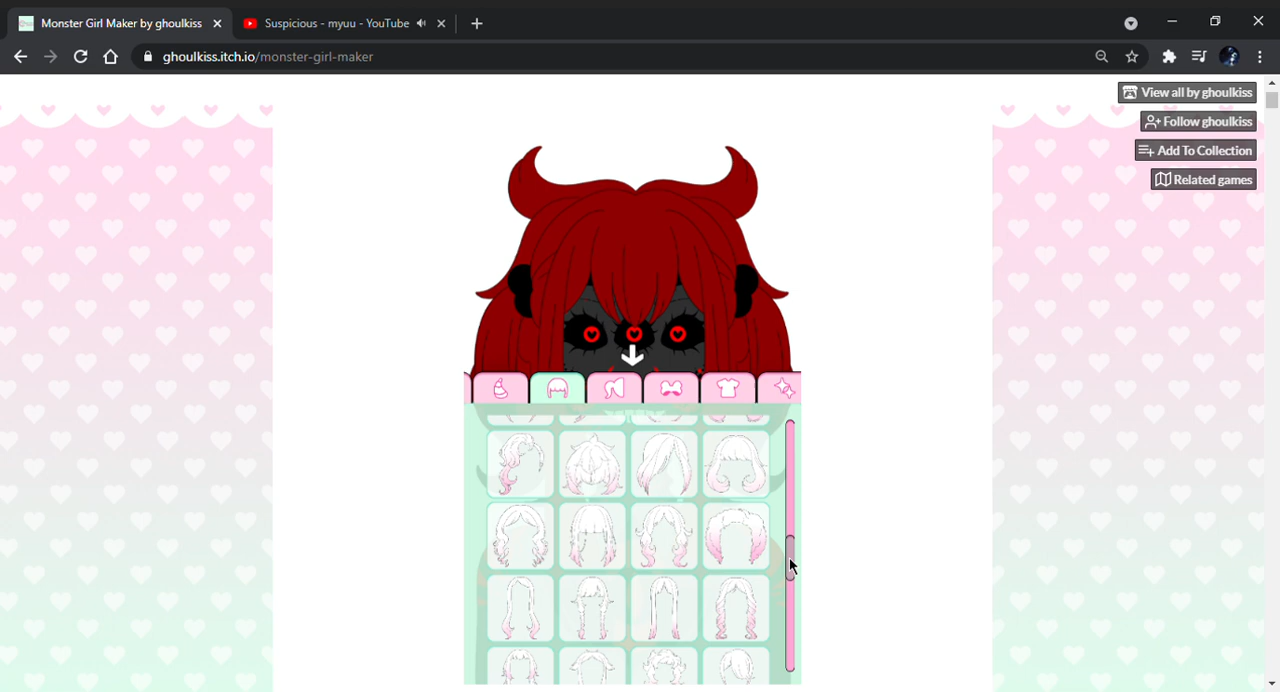 Monster Girl Maker by ghoulkiss
Suspicious - myuu - YouTube
ghoulkiss.itch.io/monster-girl-maker
View all by ghoulkiss
Follow ghoulkiss
Add To Collection
Related games